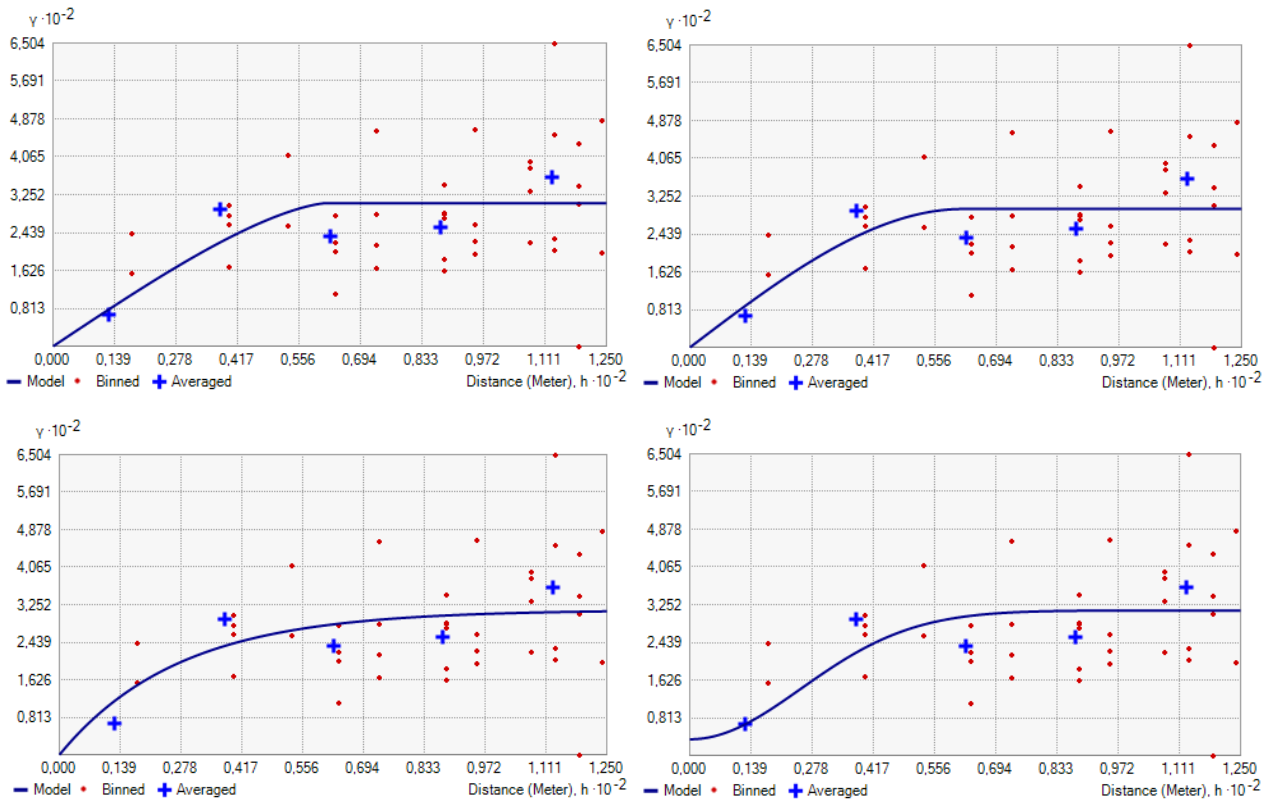 γ ·10⁻²
6,504
5,691
4,878
4,065
3,252
2,439
1,626
0,813
0,000 0,139 0,278 0,417 0,556 0,694 0,833 0,972 1,111 1,250
Model Binned Averaged Distance (Meter), h ·10⁻²
γ ·10⁻²
6,504
5,691
4,878
4,065
3,252
2,439
1,626
0,813
0,000 0,139 0,278 0,417 0,556 0,694 0,833 0,972 1,111 1,250
Model Binned Averaged Distance (Meter), h ·10⁻²
γ ·10⁻²
6,504
5,691
4,878
4,065
3,252
2,439
1,626
0,813
0,000 0,139 0,278 0,417 0,556 0,694 0,833 0,972 1,111 1,250
Model Binned Averaged Distance (Meter), h ·10⁻²
γ ·10⁻²
6,504
5,691
4,878
4,065
3,252
2,439
1,626
0,813
0,000 0,139 0,278 0,417 0,556 0,694 0,833 0,972 1,111 1,250
Model Binned Averaged Distance (Meter), h ·10⁻²